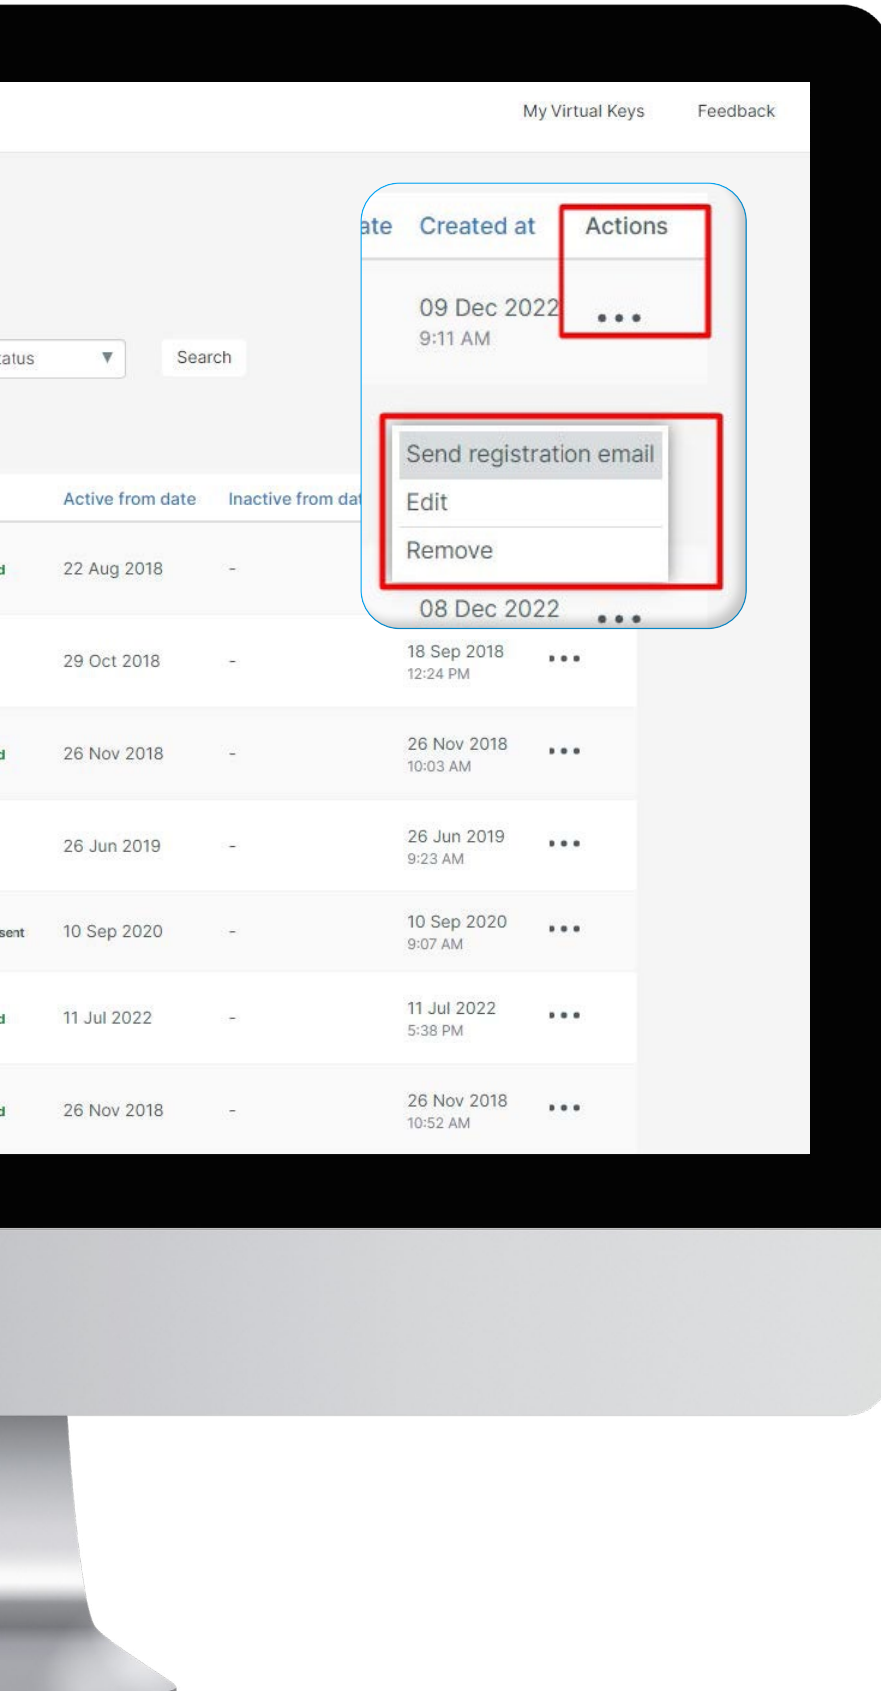 My Virtual Keys Feedback
Created at Actions
09 Dec 2022
9:11 AM
Search
Send registration email
Edit
Remove
Active from date Inactive from
22 Aug 2018 -
08 Dec 2022
29 Oct 2018 - 18 Sep 2018
12:24 PM
26 Nov 2018 - 26 Nov 2018
10:03 AM
26 Jun 2019 - 26 Jun 2019
9:23 AM
sent 10 Sep 2020 - 10 Sep 2020
9:07 AM
11 Jul 2022 - 11 Jul 2022
5:38 PM
26 Nov 2018 - 26 Nov 2018
10:52 AM